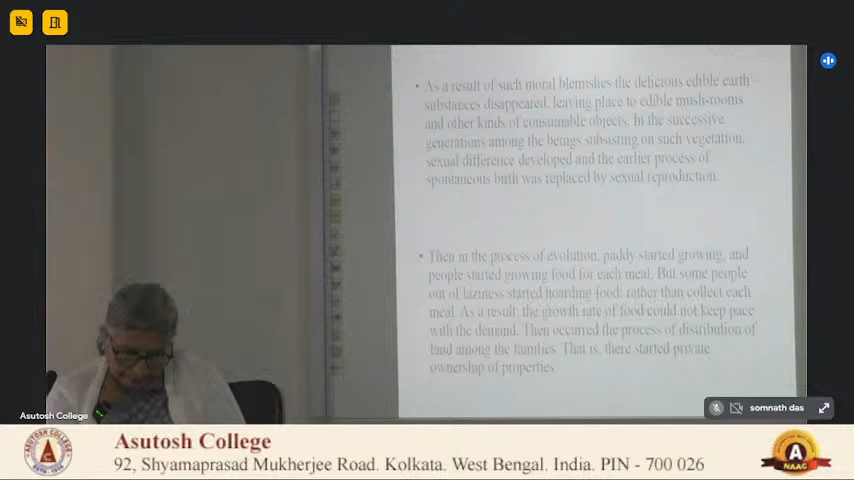 • As a result of such moral blemshies the delicious edible earth
substances disappeared, leaving place to edible mush-rooms
and other kinds of consumable objects. In the successive
generations among the beings subsisting on such vegetation,
sexual difference developed and the earlier process of
spontaneous birth was replaced by sexual reproduction.
• Then in the process of evolution, paddy started growing, and
people started growing food for each meal. But some people
out of laziness started hoarding food, rather than collect each
meal. As a result, the growth rate of food could not keep pace
with the demand. Then occurred the process of distribution of
land among the families. That is, there started private
ownership of properties.
Asutosh College
somnath das
ASUTOSH COLLEGE
Asutosh College
92, Shyamaprasad Mukherjee Road. Kolkata. West Bengal. India. PIN - 700 026
A
NAAC